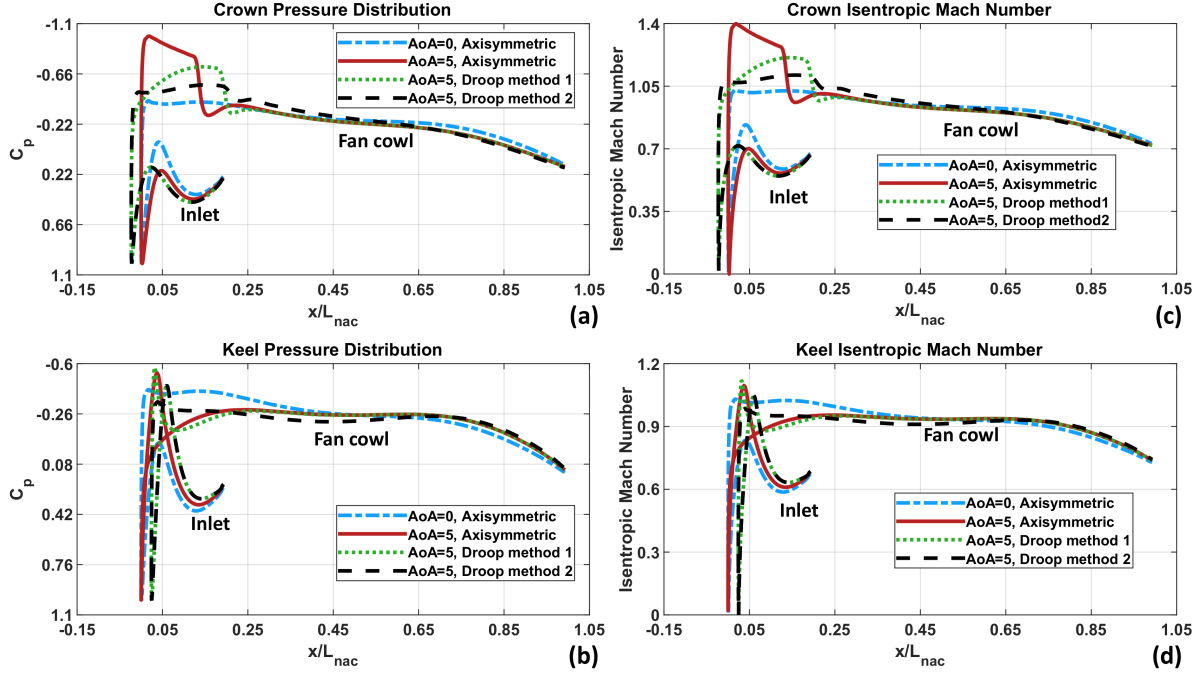 Crown Pressure Distribution
-1.1
-0.66
-0.22
0.22
0.66
1.1
Cp
AoA=0, Axisymmetric
AoA=5, Axisymmetric
AoA=5, Droop method 1
AoA=5, Droop method 2
Fan cowl
Inlet
-0.15
0.05
0.25
0.45
0.65
0.85
1.05
x/Lnac
(a)
Crown Isentropic Mach Number
1.4
1.05
0.7
0.35
0
Isentropic Mach Number
Fan cowl
Inlet
AoA=0, Axisymmetric
AoA=5, Axisymmetric
AoA=5, Droop method1
AoA=5, Droop method2
-0.15
0.05
0.25
0.45
0.65
0.85
1.05
x/Lnac
(c)
Keel Pressure Distribution
-0.6
-0.26
0.08
0.42
0.76
1.1
Cp
Fan cowl
Inlet
AoA=0, Axisymmetric
AoA=5, Axisymmetric
AoA=5, Droop method 1
AoA=5, Droop method 2
-0.15
0.05
0.25
0.45
0.65
0.85
1.05
x/Lnac
(b)
Keel Isentropic Mach Number
1.2
0.9
0.6
0.3
0
Isentropic Mach Number
Fan cowl
Inlet
AoA=0, Axisymmetric
AoA=5, Axisymmetric
AoA=5, Droop method 1
AoA=5, Droop method 2
-0.15
0.05
0.25
0.45
0.65
0.85
1.05
x/Lnac
(d)